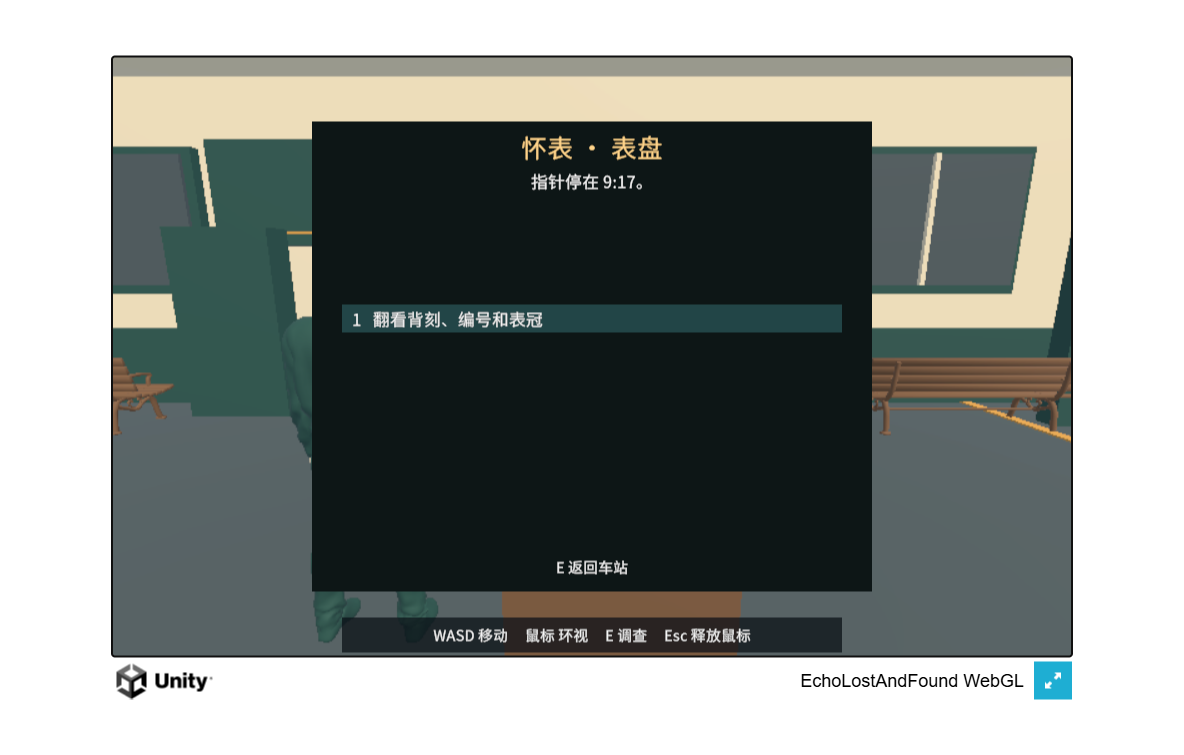 怀表 · 表盘
指针停在 9:17。
1 翻看背刻、编号和表冠
E 返回车站
WASD 移动 鼠标 环视 E 调查 Esc 释放鼠标
Unity
EchoLostAndFound WebGL